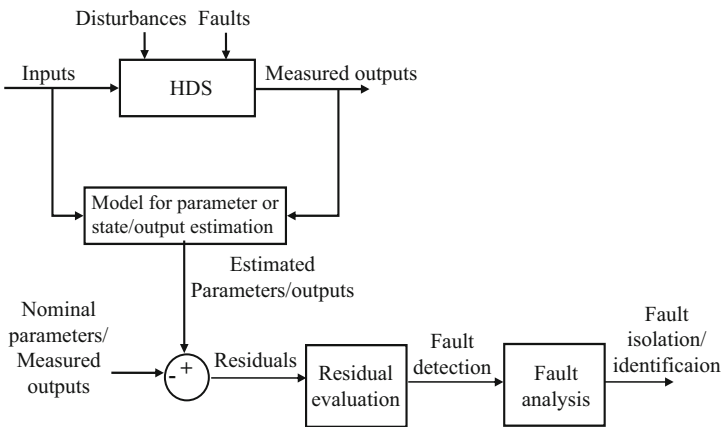 Disturbances Faults
Inputs
HDS
Measured outputs
Model for parameter or
state/output estimation
Estimated
Parameters/outputs
Nominal
parameters/
Measured
outputs
- +
Residuals
Residual
evaluation
Fault
detection
Fault
analysis
Fault
isolation/
identificaion